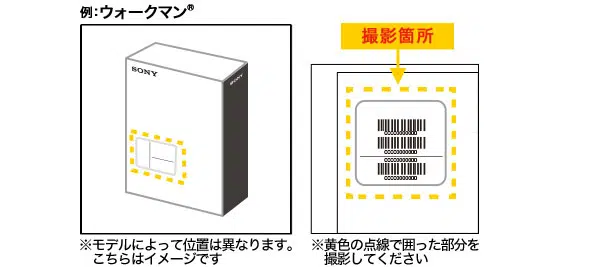 例：ウォークマン®
SONY
SONY
※モデルによって位置は異なります。
こちらはイメージです
撮影箇所
※黄色の点線で囲った部分を
撮影してください